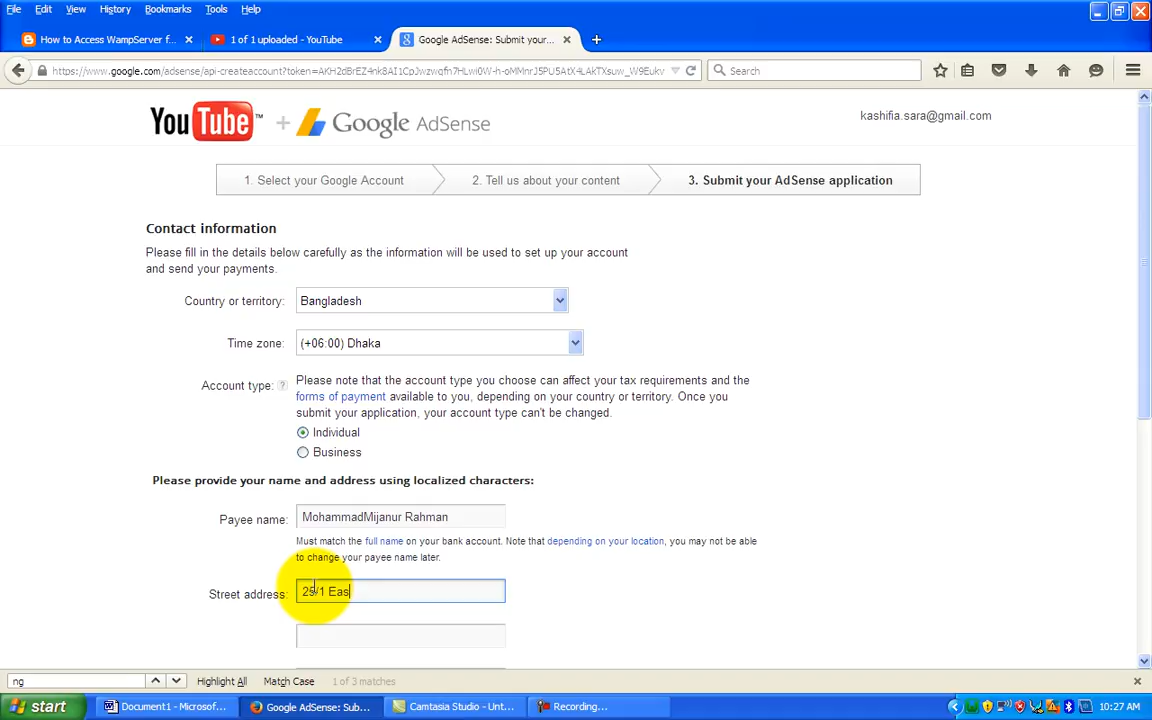 File Edit View History Bookmarks Tools Help
How to Access WampServer f... 1 of 1 uploaded - YouTube Google AdSense: Submit your...
Search
YouTube + Google AdSense
kashifia.sara@gmail.com
1. Select your Google Account 2. Tell us about your content 3. Submit your AdSense application
Contact information
Please fill in the details below carefully as the information will be used to set up your account
and send your payments.
Country or territory: Bangladesh
Time zone: (+06:00) Dhaka
Account type: ? Please note that the account type you choose can affect your tax requirements and the
forms of payment available to you, depending on your country or territory. Once you
submit your application, your account type can't be changed.
Individual
Business
Please provide your name and address using localized characters:
Payee name: MohammadMijanur Rahman
Must match the full name on your bank account. Note that depending on your location, you may not be able
to change your payee name later.
Street address: 25/1 Eas
ng Highlight All Match Case 1 of 3 matches
start Document1 - Microsof... Google AdSense: Sub... Camtasia Studio - Unt... Recording... 10:27 AM